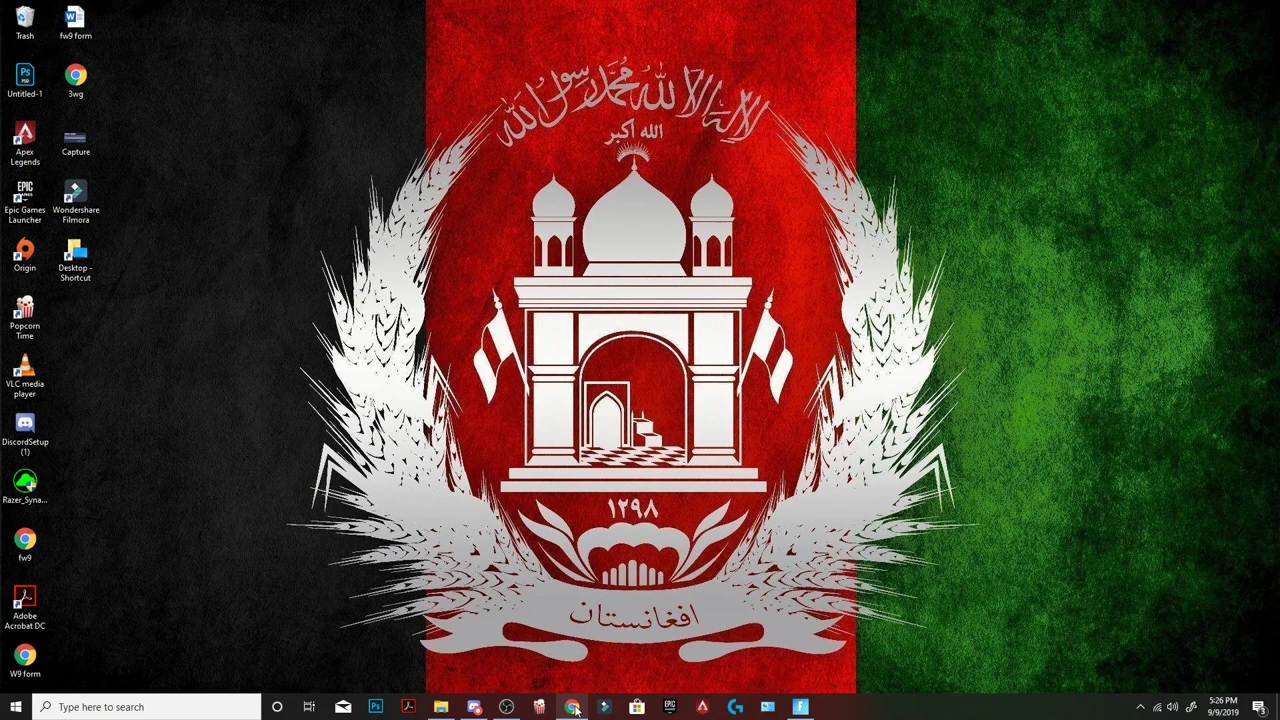 Trash
fw9 form
Untitled-1
3wg
Apex
Legends
Capture
Epic Games
Launcher
Wondershare
Filmora
Origin
Desktop -
Shortcut
Popcorn
Time
VLC media
player
DiscordSetup
(1)
Razer_Syna...
fw9
Adobe
Acrobat DC
W9 form
لا إله إلا الله محمد رسول الله
الله اکبر
١٢٩٨
افغانستان
Type here to search
5:26 PM
9/9/2019